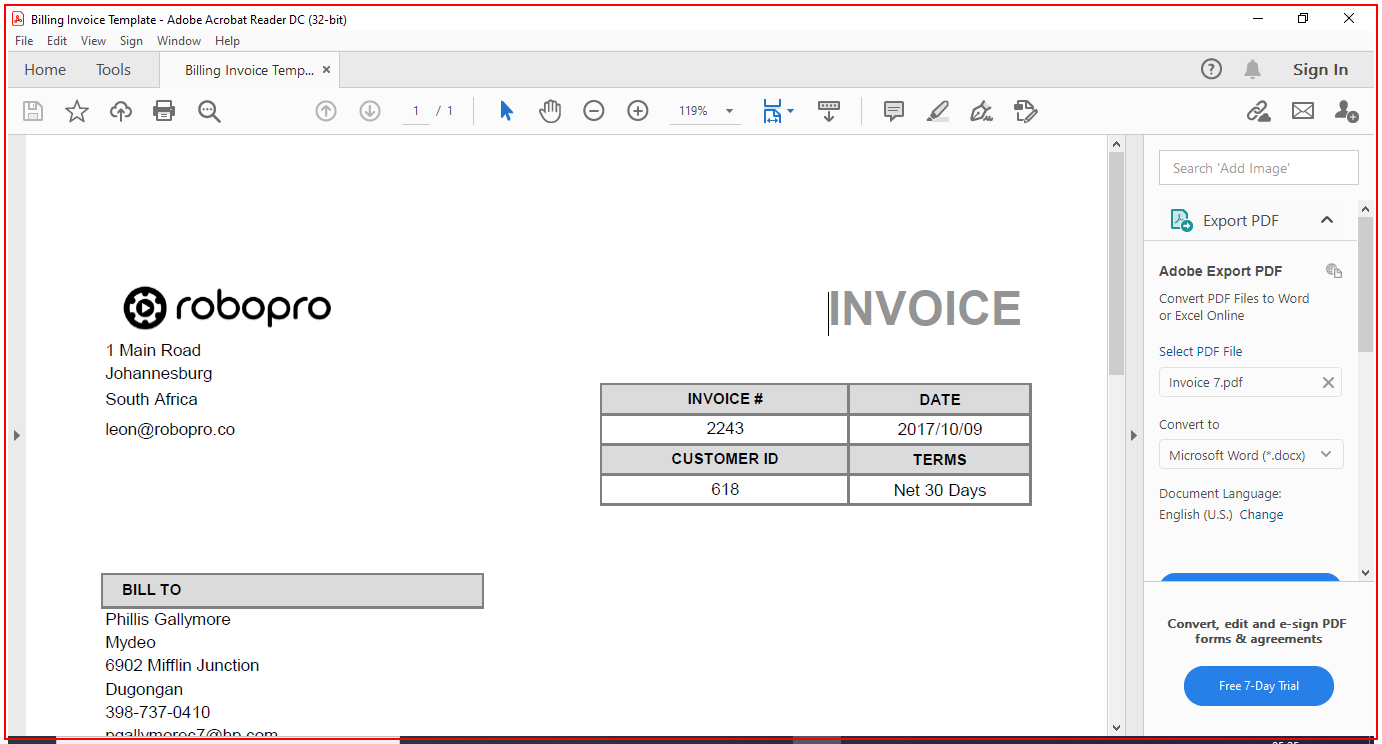 Billing Invoice Template - Adobe Acrobat Reader DC (32-bit)
File Edit View Sign Window Help
Home Tools Billing Invoice Temp... × Sign In
1 / 1 119%
Search 'Add Image'
Export PDF
Adobe Export PDF
Convert PDF Files to Word
or Excel Online
Select PDF File
Invoice 7.pdf
Convert to
Microsoft Word (*.docx)
Document Language:
English (U.S.) Change
Convert, edit and e-sign PDF
forms & agreements
Free 7-Day Trial
robopro
INVOICE
1 Main Road
Johannesburg
South Africa
leon@robopro.co
INVOICE # DATE
2243 2017/10/09
CUSTOMER ID TERMS
618 Net 30 Days
BILL TO
Phillis Gallymore
Mydeo
6902 Mifflin Junction
Dugongan
398-737-0410
pgallymorec7@hp.com